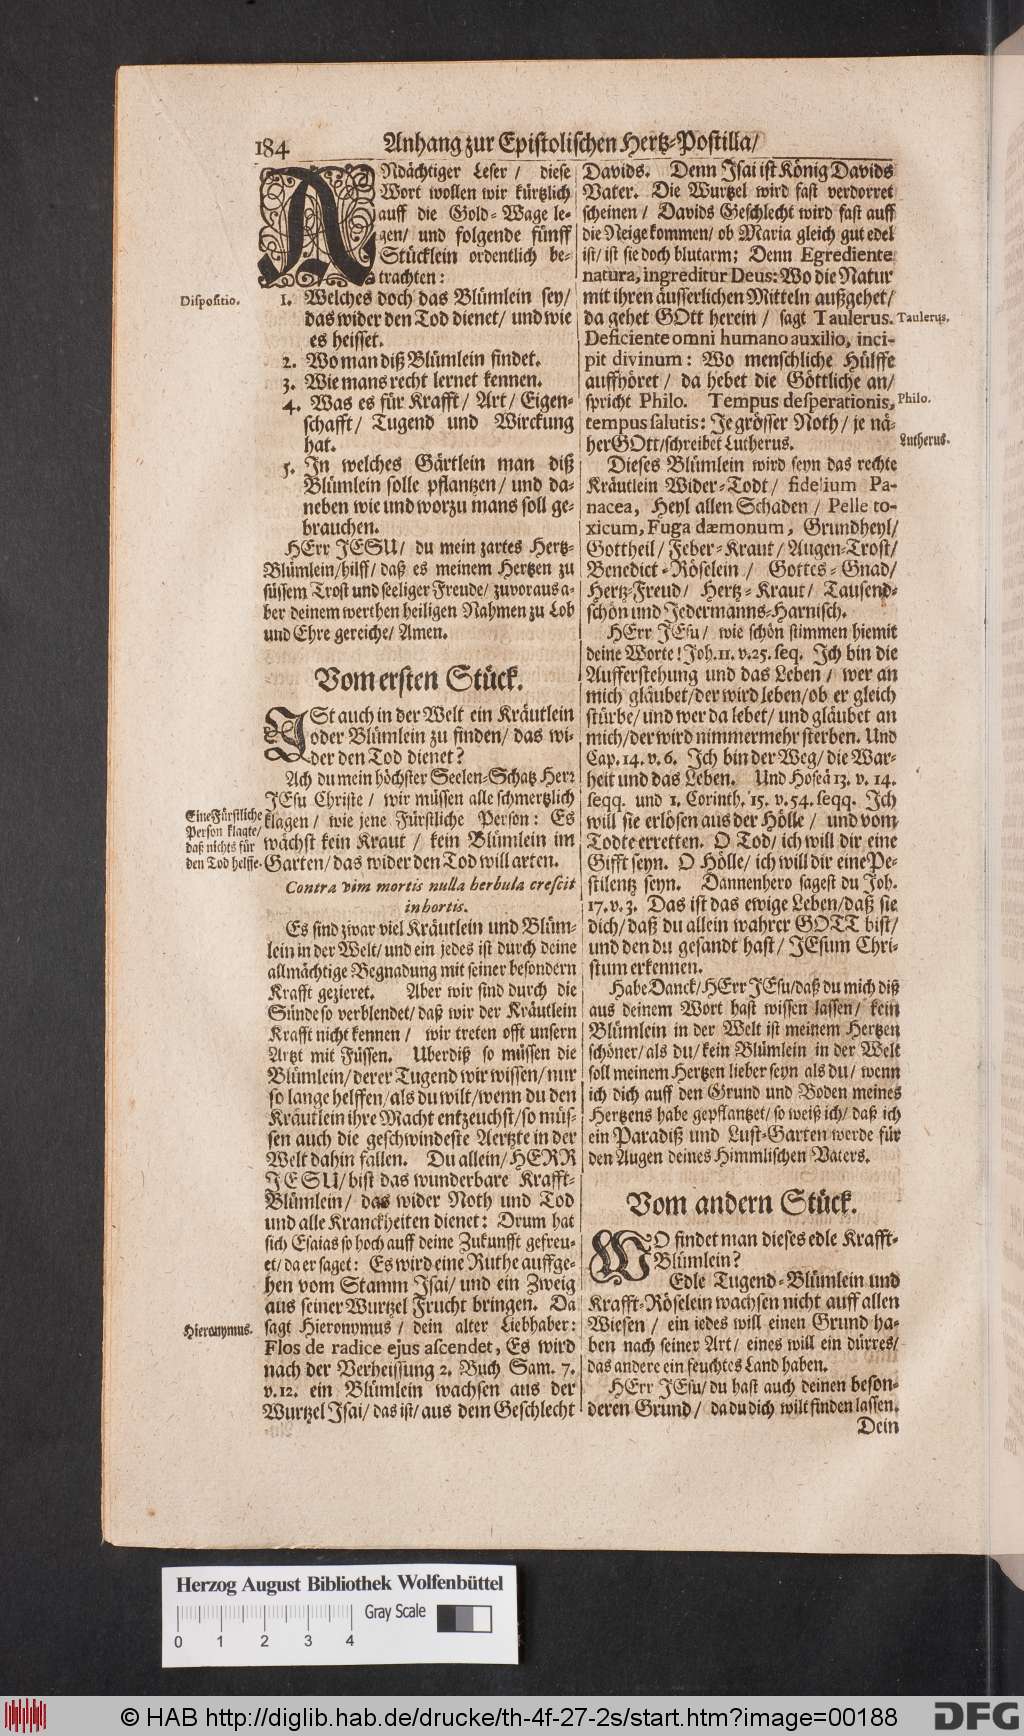 184
Anhang zur Epistolischen Hertz-Postilla/
ANdächtiger Leser / diese
Wort wollen wir kürtzlich
auff die Gold-Wage le-
gen/ und folgende fünff
Stücklein ordentlich be-
trachten:
Dispositio.
1. Welches doch das Blümlein sey/
das wider den Tod dienet/ und wie
es heisset.
2. Wo man diß Blümlein findet.
3. Wie mans recht lernet kennen.
4. Was es für Krafft/ Art/ Eigen-
schafft/ Tugend und Wirckung
hat.
5. In welches Gärtlein man diß
Blümlein solle pflantzen/ und da-
neben wie und worzu mans soll ge-
brauchen.
HErr JESU/ du mein zartes Hertz-
Blümlein/hilff/ daß es meinem Hertzen zu
süssem Trost und seeliger Freude/ zuvoraus a-
ber deinem werthen heiligen Nahmen zu Lob
und Ehre gereiche/ Amen.
Vom ersten Stück.
ISt auch in der Welt ein Kräutlein
oder Blümlein zu finden/ das wi-
der den Tod dienet?
Ach du mein höchster Seelen-Schatz Herr
JEsu Christe / wir müssen alle schmertzlich
klagen/ wie jene Fürstliche Person: Es
wächst kein Kraut / kein Blümlein im
Garten/ das wider den Tod will arten.
Eine Fürstliche
Person klagte/
daß nichts für
den Tod helffe.
Contra vim mortis nulla herbula crescit
in hortis.
Es sind zwar viel Kräutlein und Blüm-
lein in der Welt/ und ein jedes ist durch deine
allmächtige Begnadung mit seiner besondern
Krafft gezieret. Aber wir sind durch die
Sünde so verblendet/ daß wir der Kräutlein
Krafft nicht kennen / wir treten offt unsern
Artzt mit Füssen. Uberdiß so müssen die
Blümlein/ derer Tugend wir wissen/ nur
so lange helffen/ als du wilt/ wenn du den
Kräutlein ihre Macht entzeuchst/ so müs-
sen auch die geschwindeste Aertzte in der
Welt dahin fallen. Du allein/ HERR
JESU/ bist das wunderbare Krafft-
Blümlein/ das wider Noth und Tod
und alle Kranckheiten dienet: Drum hat
sich Esaias so hoch auff deine Zukunfft gefreu-
et/ da er saget: Es wird eine Ruthe auffge-
hen vom Stamm Isai/ und ein Zweig
aus seiner Wurtzel Frucht bringen. Da
sagt Hieronymus / dein alter Liebhaber:
Hieronymus.
Flos de radice ejus ascendet, Es wird
nach der Verheissung 2. Buch Sam. 7.
v. 12. ein Blümlein wachsen aus der
Wurtzel Isai/ das ist/ aus dem Geschlecht
Davids. Denn Isai ist König Davids
Vater. Die Wurtzel wird fast verdorret
scheinen / Davids Geschlecht wird fast auff
die Neige kommen/ ob Maria gleich gut edel
ist/ ist sie doch blutarm; Denn Egrediente
natura, ingreditur Deus: Wo die Natur
mit ihren äusserlichen Mitteln außgehet/
da gehet GOtt herein / sagt Taulerus.
Taulerus.
Deficiente omni humano auxilio, inci-
pit divinum: Wo menschliche Hülffe
auffhöret / da hebet die Göttliche an/
spricht Philo. Tempus desperationis,
Philo.
tempus salutis: Je grösser Noth/ je nä-
her GOtt/schreibet Lutherus.
Lutherus.
Dieses Blümlein wird seyn das rechte
Kräutlein Wider-Todt / fidelium Pa-
nacea, Heyl allen Schaden / Pelle to-
xicum, Fuga dæmonum, Grundheyl/
Gottheil/ Feber-Kraut/ Augen-Trost/
Benedict-Röselein / Gottes-Gnad/
Hertz-Freud/ Hertz-Kraut/ Tausend-
schön und Jedermanns-Harnisch.
HErr JEsu/ wie schön stimmen hiemit
deine Worte! Joh. 11. v. 25. seq. Ich bin die
Aufferstehung und das Leben / wer an
mich gläubet/ der wird leben/ ob er gleich
stürbe/ und wer da lebet/ und gläubet an
mich/ der wird nimmermehr sterben. Und
Cap. 14. v. 6. Ich bin der Weg/ die War-
heit und das Leben. Und Hoseä 13. v. 14.
seqq. und 1. Corinth. 15. v. 54. seqq. Ich
will sie erlösen aus der Hölle / und vom
Todte erretten. O Tod/ ich will dir eine
Gifft seyn. O Hölle/ ich will dir eine Pe-
stilentz seyn. Dannenhero sagest du Joh.
17. v. 3. Das ist das ewige Leben/ daß sie
dich/ daß du allein wahrer GOTT bist/
und den du gesandt hast/ JEsum Chri-
stum erkennen.
Habe Danck/ HErr JEsu/ daß du mich diß
aus deinem Wort hast wissen lassen/ kein
Blümlein in der Welt ist meinem Hertzen
schöner/ als du/ kein Blümlein in der Welt
soll meinem Hertzen lieber seyn als du/ wenn
ich dich auff den Grund und Boden meines
Hertzens habe gepflantzet/ so weiß ich/ daß ich
ein Paradiß und Lust-Garten werde für
den Augen deines Himmlischen Vaters.
Vom andern Stück.
WO findet man dieses edle Krafft-
Blümlein?
Edle Tugend-Blümlein und
Krafft-Röselein wachsen nicht auff allen
Wiesen / ein iedes will einen Grund ha-
ben nach seiner Art/ eines will ein dürres/
das andere ein feuchtes Land haben.
HErr JEsu/ du hast auch deinen beson-
deren Grund/ da du dich wilt finden lassen.
Dein
Herzog August Bibliothek Wolfenbüttel
Gray Scale
0 1 2 3 4
© HAB http://diglib.hab.de/drucke/th-4f-27-2s/start.htm?image=00188
DFG